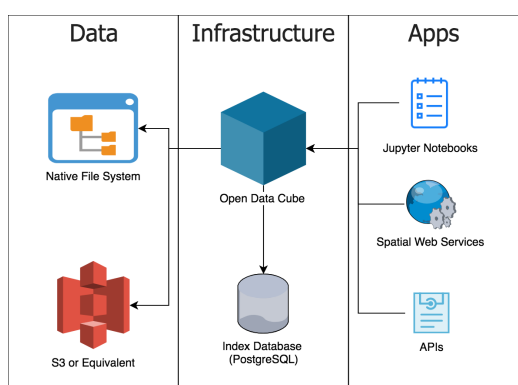 Data
Infrastructure
Apps
Native File System
Open Data Cube
Jupyter Notebooks
Spatial Web Services
S3 or Equivalent
Index Database
(PostgreSQL)
APIs